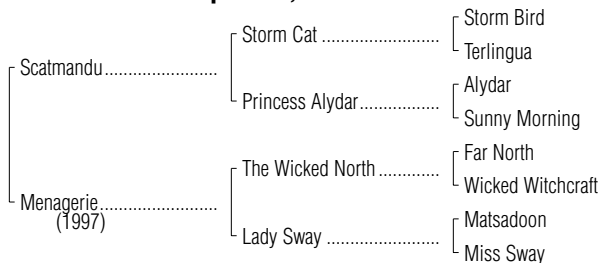 Storm Bird
Storm Cat ....................
Terlingua
Scatmandu.......................
Alydar
Princess Alydar..............
Sunny Morning
Far North
The Wicked North ............
Wicked Witchcraft
Menagerie........................
(1997)
Matsadoon
Lady Sway ...................
Miss Sway